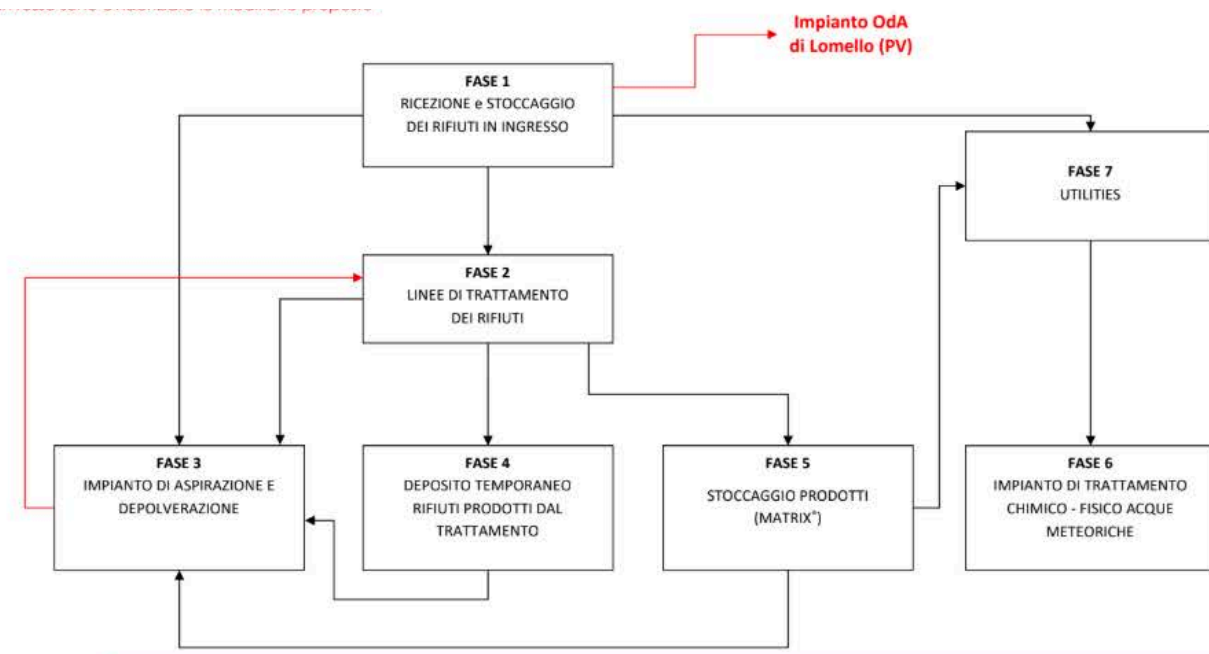 Impianto OdA
di Lomello (PV)
FASE 1
RICEZIONE e STOCCAGGIO
DEI RIFIUTI IN INGRESSO
FASE 7
UTILITIES
FASE 2
LINEE DI TRATTAMENTO
DEI RIFIUTI
FASE 3
IMPIANTO DI ASPIRAZIONE E
DEPOLVERAZIONE
FASE 4
DEPOSITO TEMPORANEO
RIFIUTI PRODOTTI DAL
TRATTAMENTO
FASE 5
STOCCAGGIO PRODOTTI
(MATRIX®)
FASE 6
IMPIANTO DI TRATTAMENTO
CHIMICO - FISICO ACQUE
METEORICHE